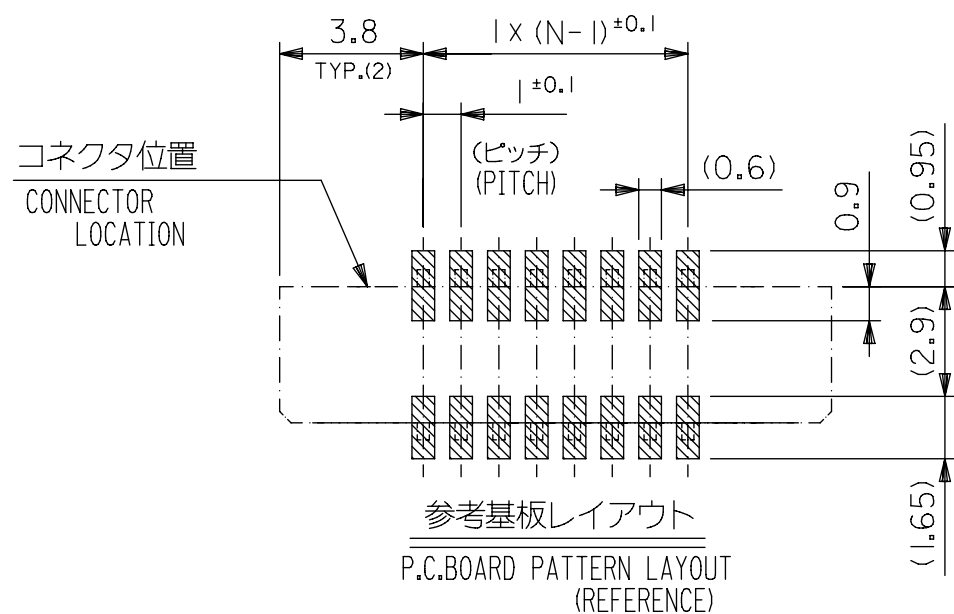 3.8
TYP.(2)
1 X (N-1)±0.1
1±0.1
(ピッチ)
(PITCH)
(0.6)
0.9
(0.95)
コネクタ位置
CONNECTOR
LOCATION
(2.9)
(1.65)
参考基板レイアウト
P.C.BOARD PATTERN LAYOUT
(REFERENCE)